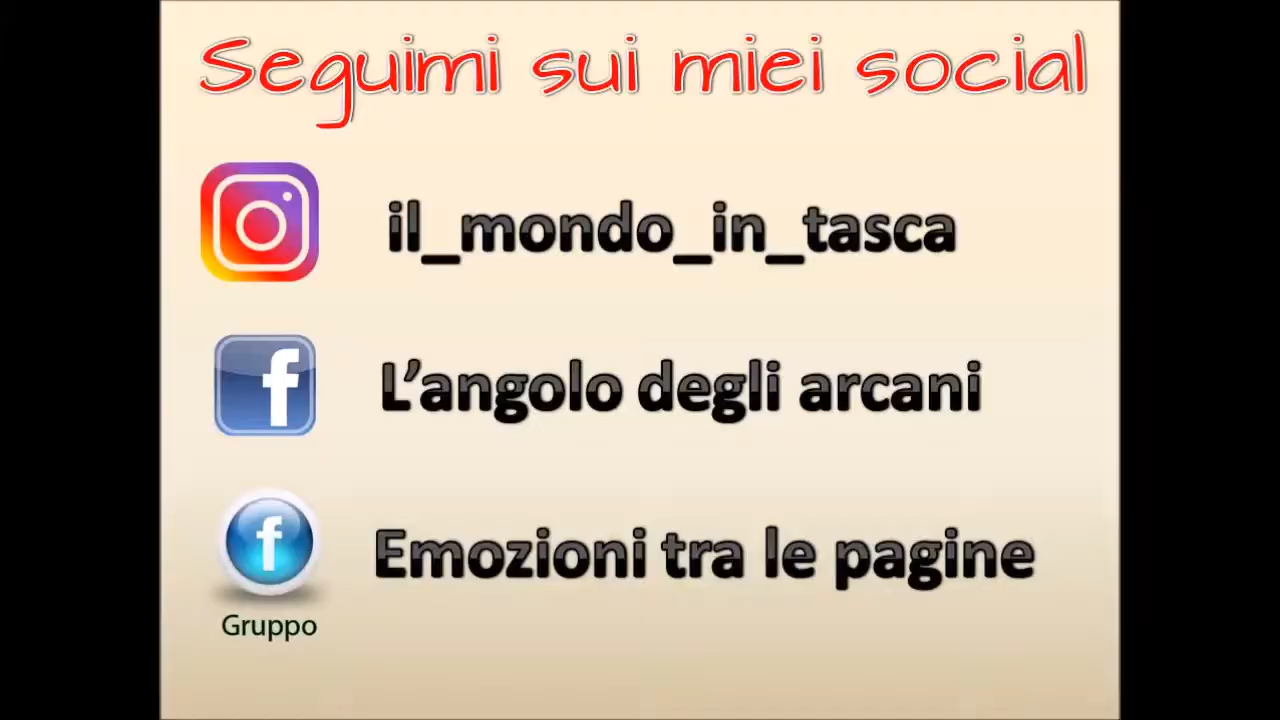 Seguimi sui miei social
il_mondo_in_tasca
f
L’angolo degli arcani
f
Emozioni tra le pagine
Gruppo